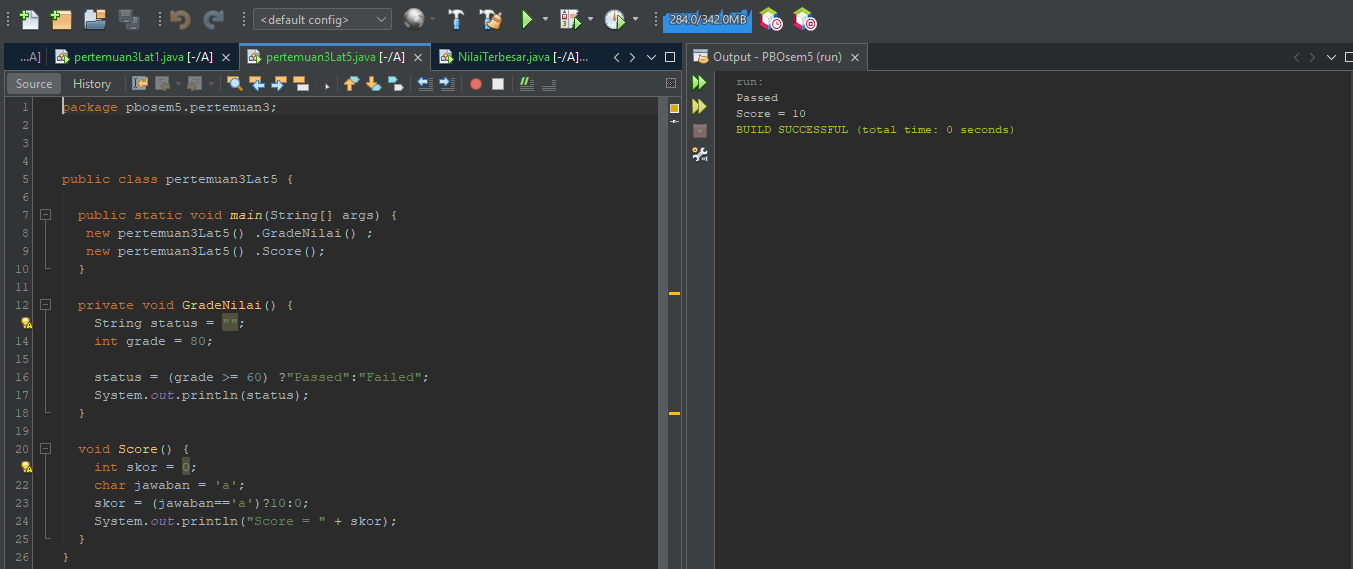 <default config>
284.0/342.0MB
...A]
pertemuan3Lat1.java [-/A]
pertemuan3Lat5.java [-/A]
NilaiTerbesar.java [-/A]...
Output - PBOsem5 (run)
Source
History
1 package pbosem5.pertemuan3;
2
3
4
5 public class pertemuan3Lat5 {
6
7 public static void main(String[] args) {
8 new pertemuan3Lat5() .GradeNilai() ;
9 new pertemuan3Lat5() .Score();
10 }
11
12 private void GradeNilai() {
String status = "";
14 int grade = 80;
15
16 status = (grade >= 60) ?"Passed":"Failed";
17 System.out.println(status);
18 }
19
20 void Score() {
int skor = 0;
22 char jawaban = 'a';
23 skor = (jawaban=='a')?10:0;
24 System.out.println("Score = " + skor);
25 }
26 }
run:
Passed
Score = 10
BUILD SUCCESSFUL (total time: 0 seconds)